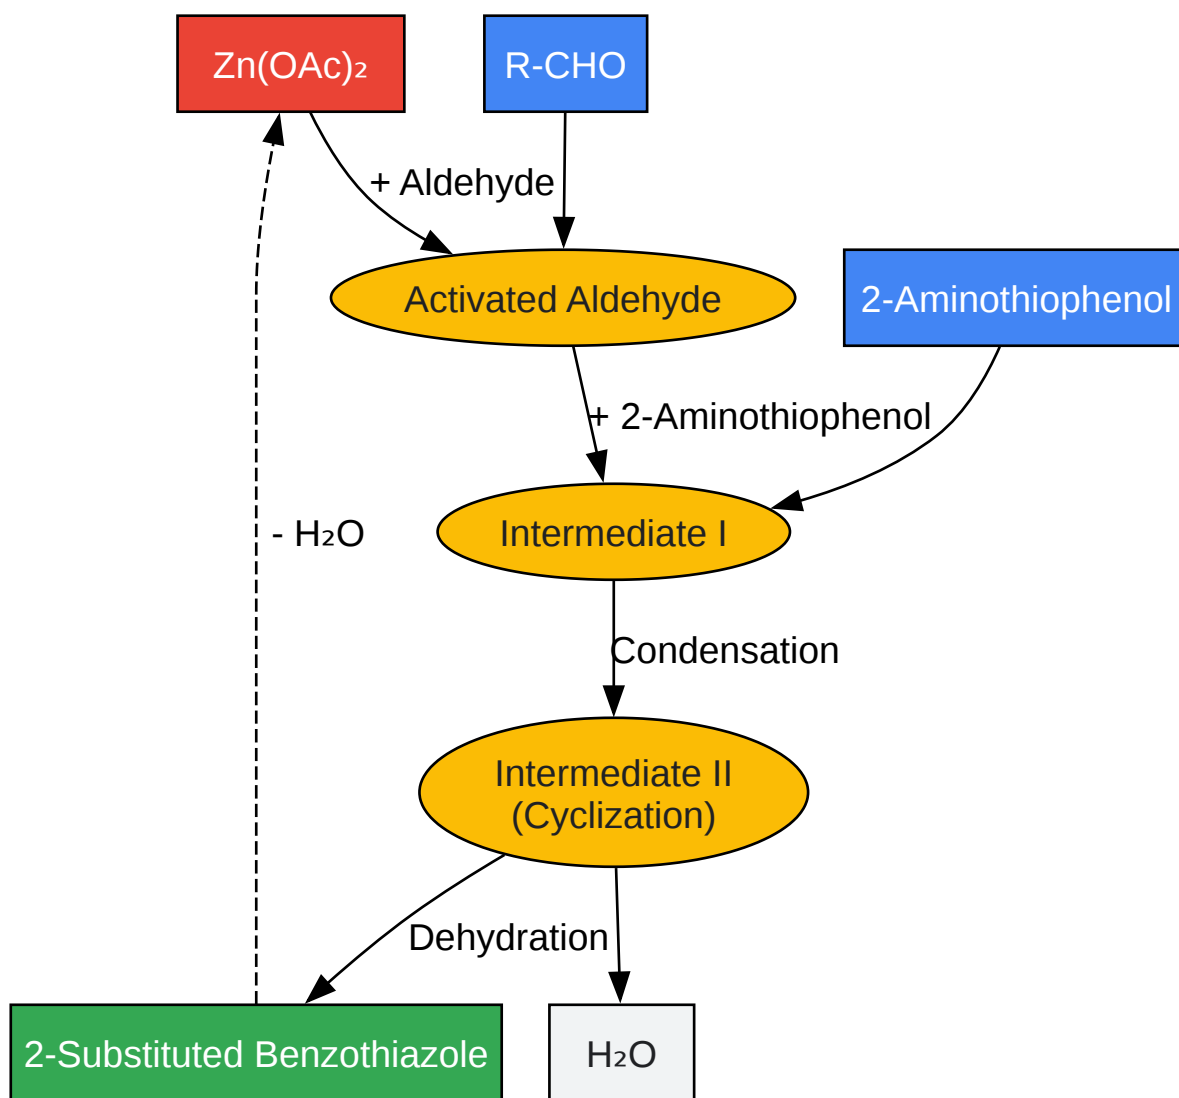 Zn(OAc)₂
R-CHO
+ Aldehyde
Activated Aldehyde
2-Aminothiophenol
+ 2-Aminothiophenol
Intermediate I
- H₂O
Condensation
Intermediate II
(Cyclization)
Dehydration
2-Substituted Benzothiazole
H₂O